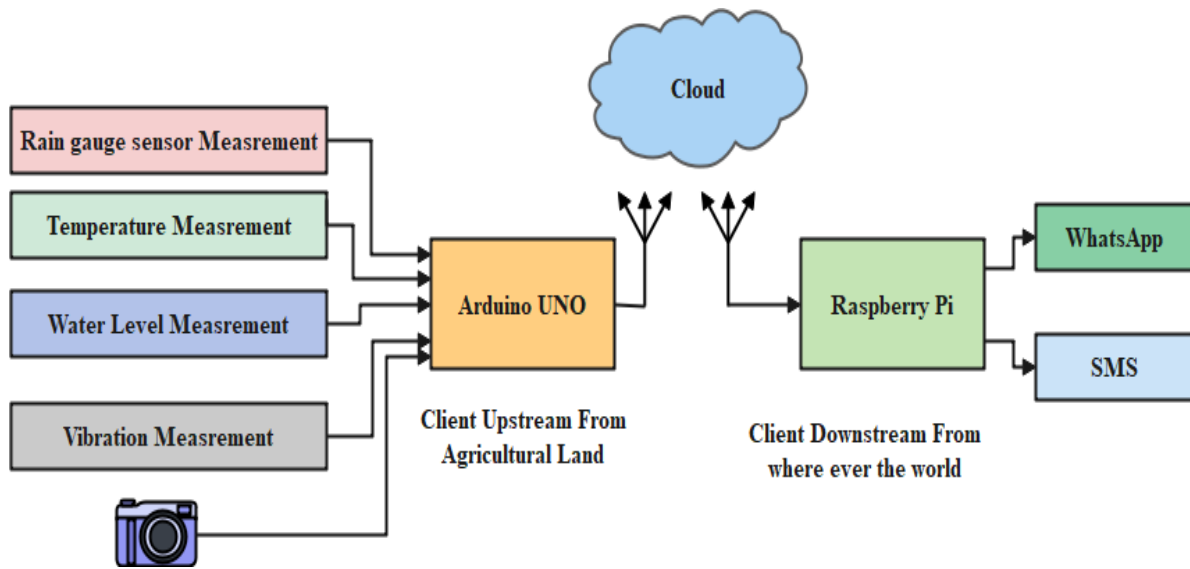 Cloud
Rain gauge sensor Measrement
Temperature Measrement
Water Level Measrement
Vibration Measrement
Arduino UNO
Client Upstream From
Agricultural Land
Raspberry Pi
Client Downstream From
where ever the world
WhatsApp
SMS